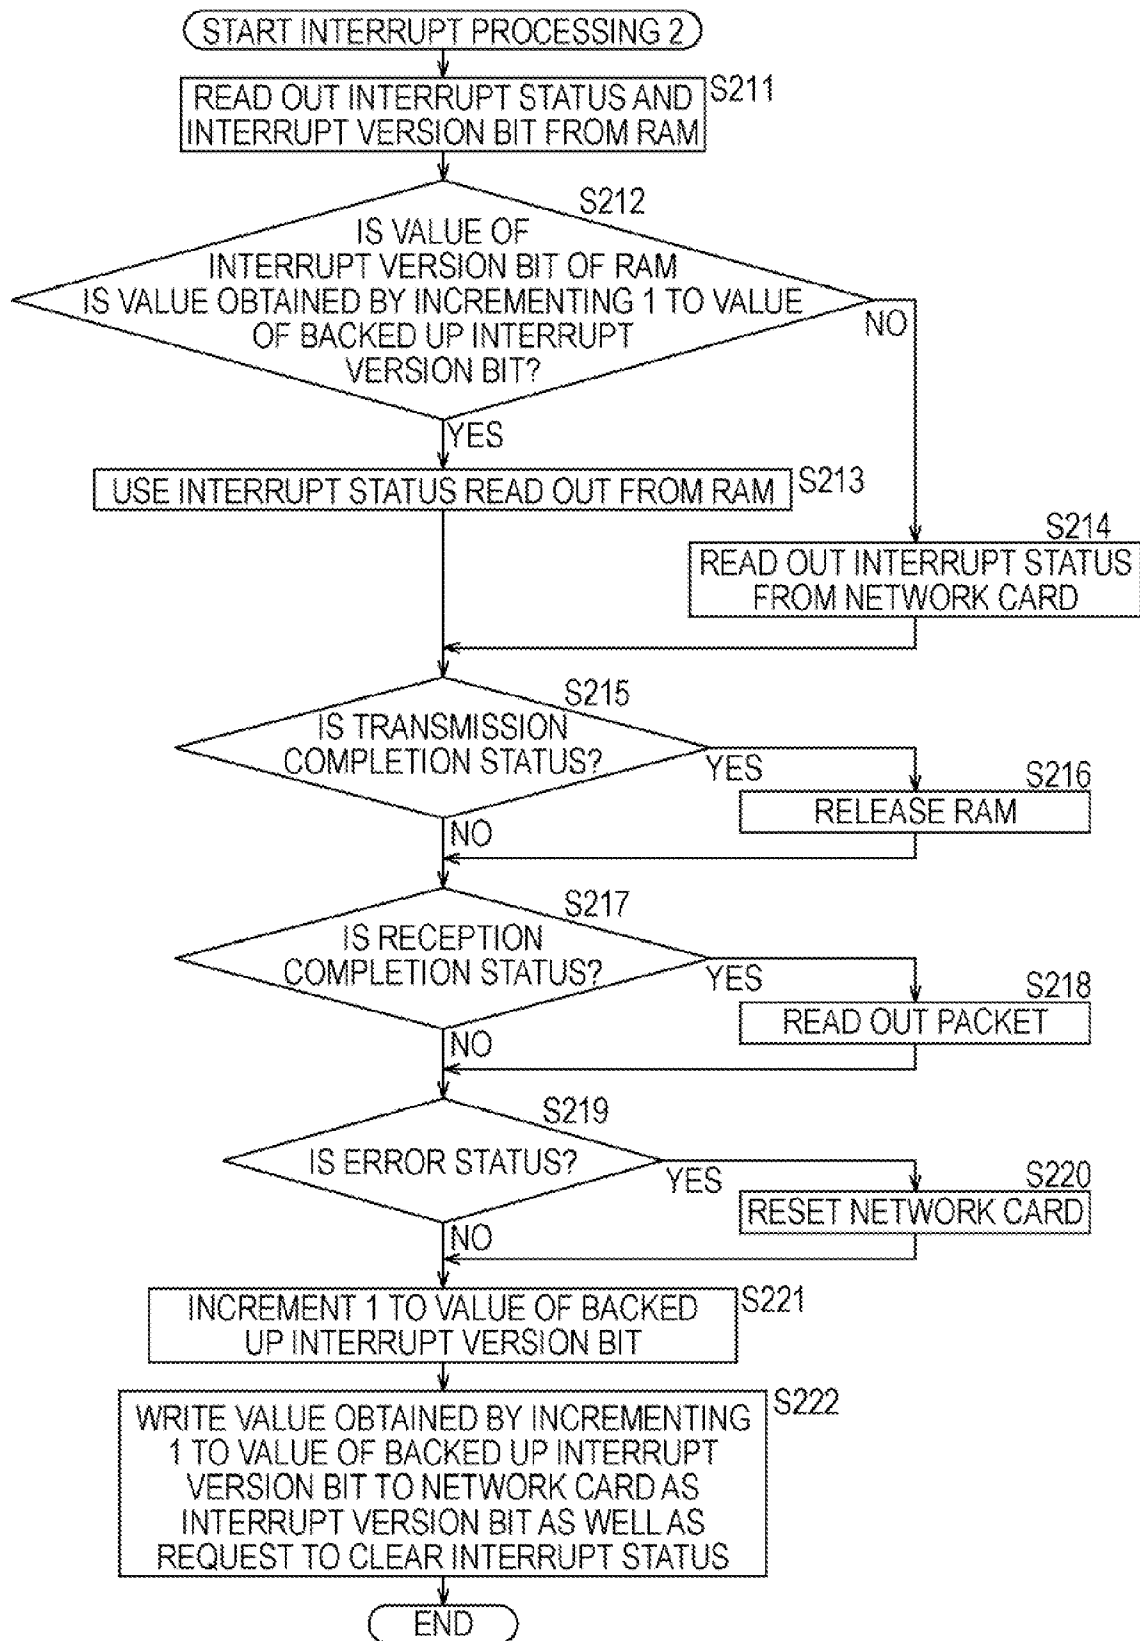 START INTERRUPT PROCESSING 2
S211
READ OUT INTERRUPT STATUS AND
INTERRUPT VERSION BIT FROM RAM
S212
IS VALUE OF
INTERRUPT VERSION BIT OF RAM
IS VALUE OBTAINED BY INCREMENTING 1 TO VALUE
OF BACKED UP INTERRUPT
VERSION BIT?
NO
YES
S213
USE INTERRUPT STATUS READ OUT FROM RAM
S214
READ OUT INTERRUPT STATUS
FROM NETWORK CARD
S215
IS TRANSMISSION
COMPLETION STATUS?
YES
S216
RELEASE RAM
NO
S217
IS RECEPTION
COMPLETION STATUS?
YES
S218
READ OUT PACKET
NO
S219
IS ERROR STATUS?
YES
S220
RESET NETWORK CARD
NO
S221
INCREMENT 1 TO VALUE OF BACKED
UP INTERRUPT VERSION BIT
S222
WRITE VALUE OBTAINED BY INCREMENTING
1 TO VALUE OF BACKED UP INTERRUPT
VERSION BIT TO NETWORK CARD AS
INTERRUPT VERSION BIT AS WELL AS
REQUEST TO CLEAR INTERRUPT STATUS
END